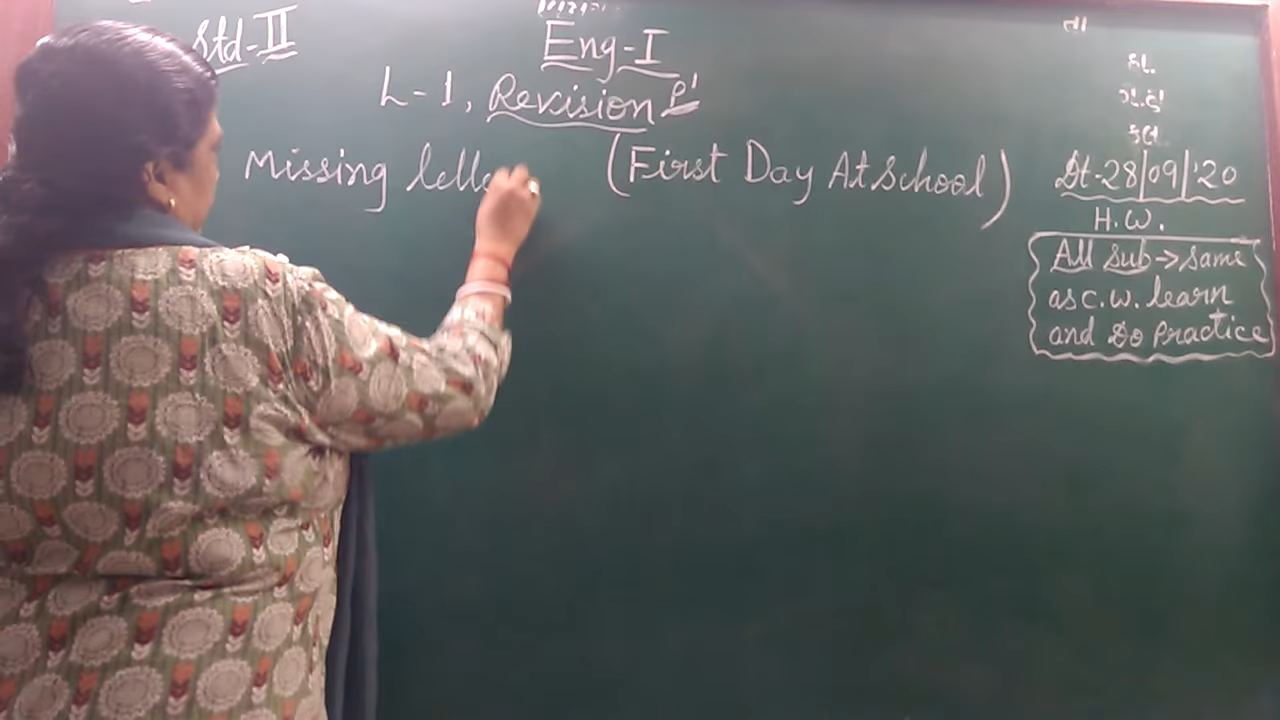 Std-II
Eng-I
L-1, Revision P'
Missing lette (First Day At School)
તા
Dt-28/09/'20
H.W.
All Sub→same
as c.w. learn
and Do Practice